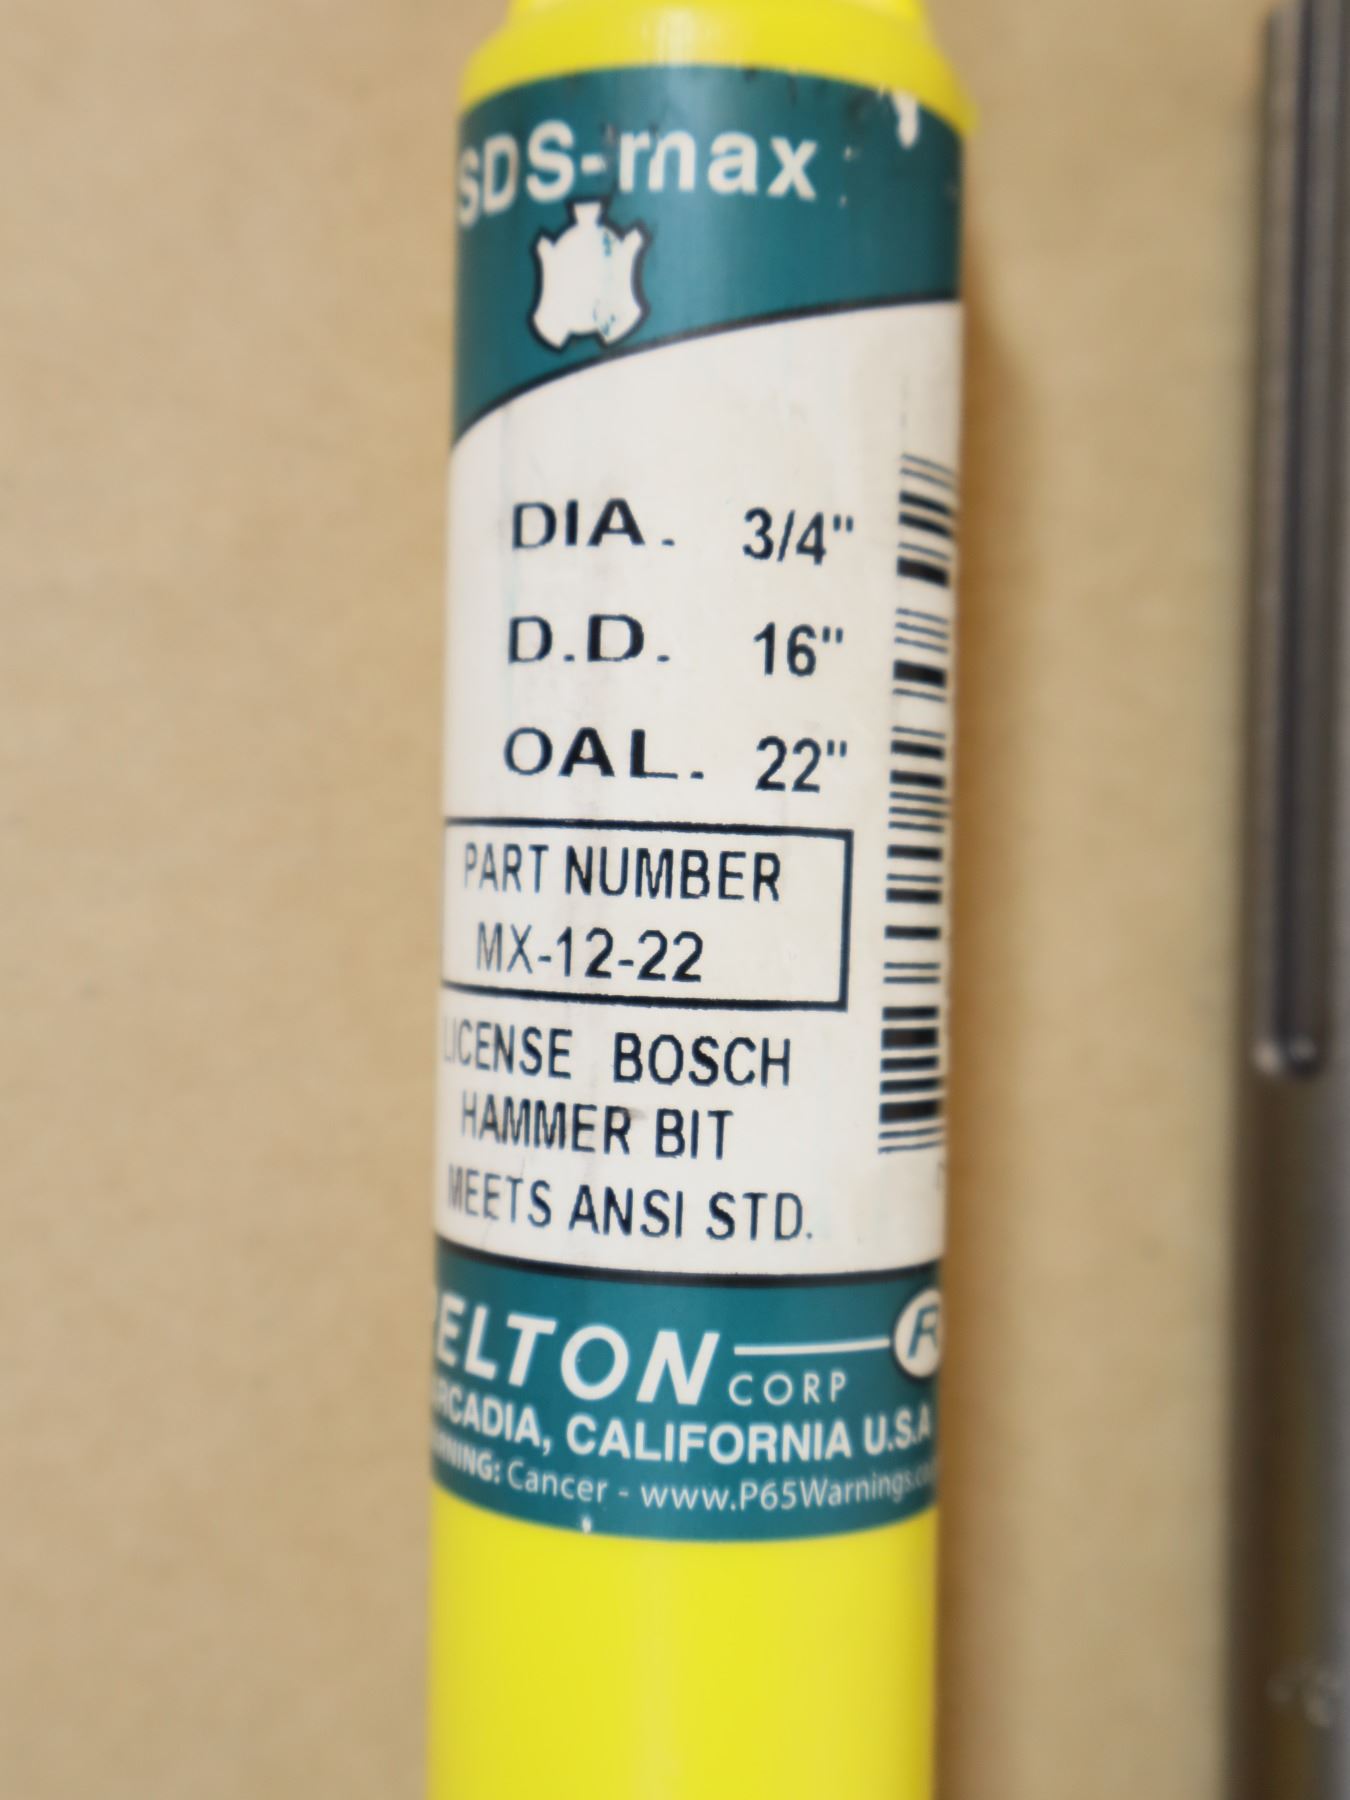 SDS-max
DIA. 3/4"
D.D. 16"
OAL. 22"
PART NUMBER
MX-12-22
LICENSE BOSCH
HAMMER BIT
MEETS ANSI STD.
ELTON CORP R
RCADIA, CALIFORNIA U.S.A
NING: Cancer - www.P65Warnings.co